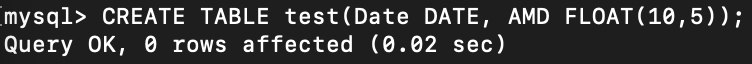 mysql> CREATE TABLE test(Date DATE, AMD FLOAT(10,5));
Query OK, 0 rows affected (0.02 sec)